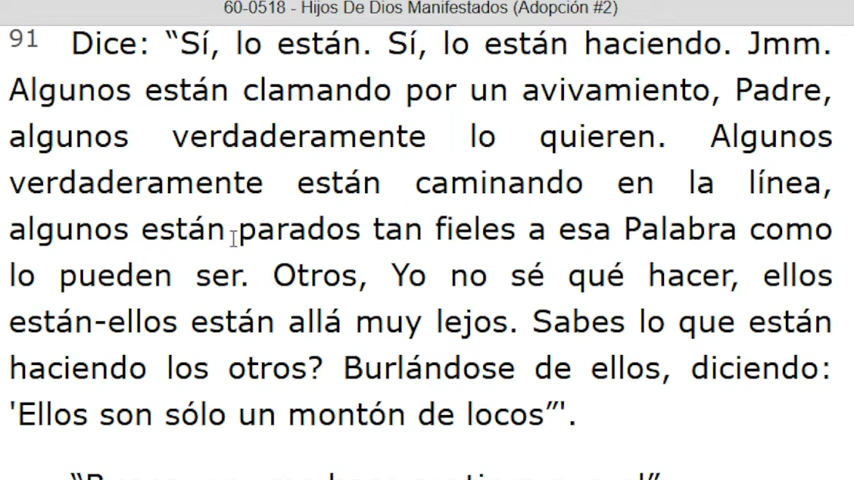 60-0518 - Hijos De Dios Manifestados (Adopción #2)
91 Dice: “Sí, lo están. Sí, lo están haciendo. Jmm.
Algunos están clamando por un avivamiento, Padre,
algunos verdaderamente lo quieren. Algunos
verdaderamente están caminando en la línea,
algunos están parados tan fieles a esa Palabra como
lo pueden ser. Otros, Yo no sé qué hacer, ellos
están-ellos están allá muy lejos. Sabes lo que están
haciendo los otros? Burlándose de ellos, diciendo:
'Ellos son sólo un montón de locos”'.